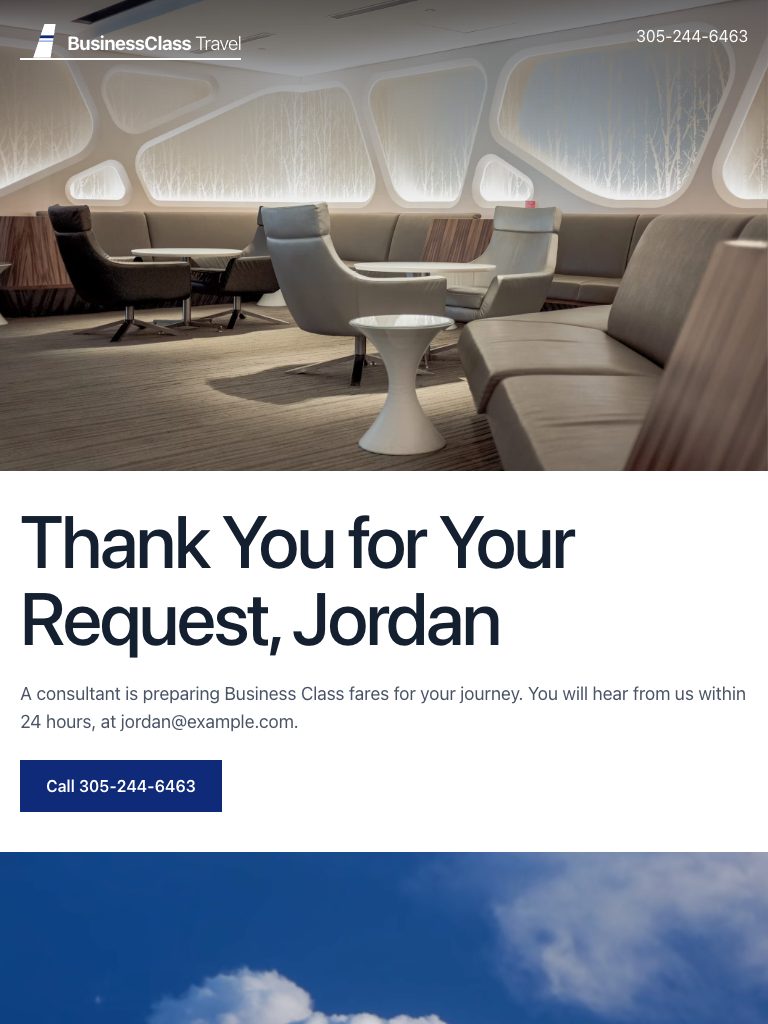 BusinessClass Travel
305-244-6463
Thank You for Your
Request, Jordan
A consultant is preparing Business Class fares for your journey. You will hear from us within
24 hours, at jordan@example.com.
Call 305-244-6463